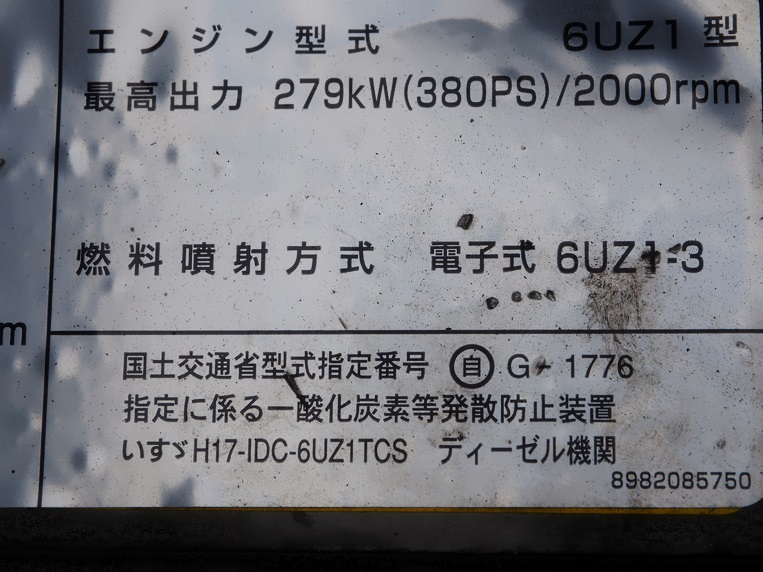 エンジン型式 6UZ1型
最高出力 279kW(380PS)/2000rpm
燃料噴射方式 電子式 6UZ1-3
m
国土交通省型式指定番号 ㊀自 G-1776
指定に係る一酸化炭素等発散防止装置
いすゞH17-IDC-6UZ1TCS ディーゼル機関
8982085750